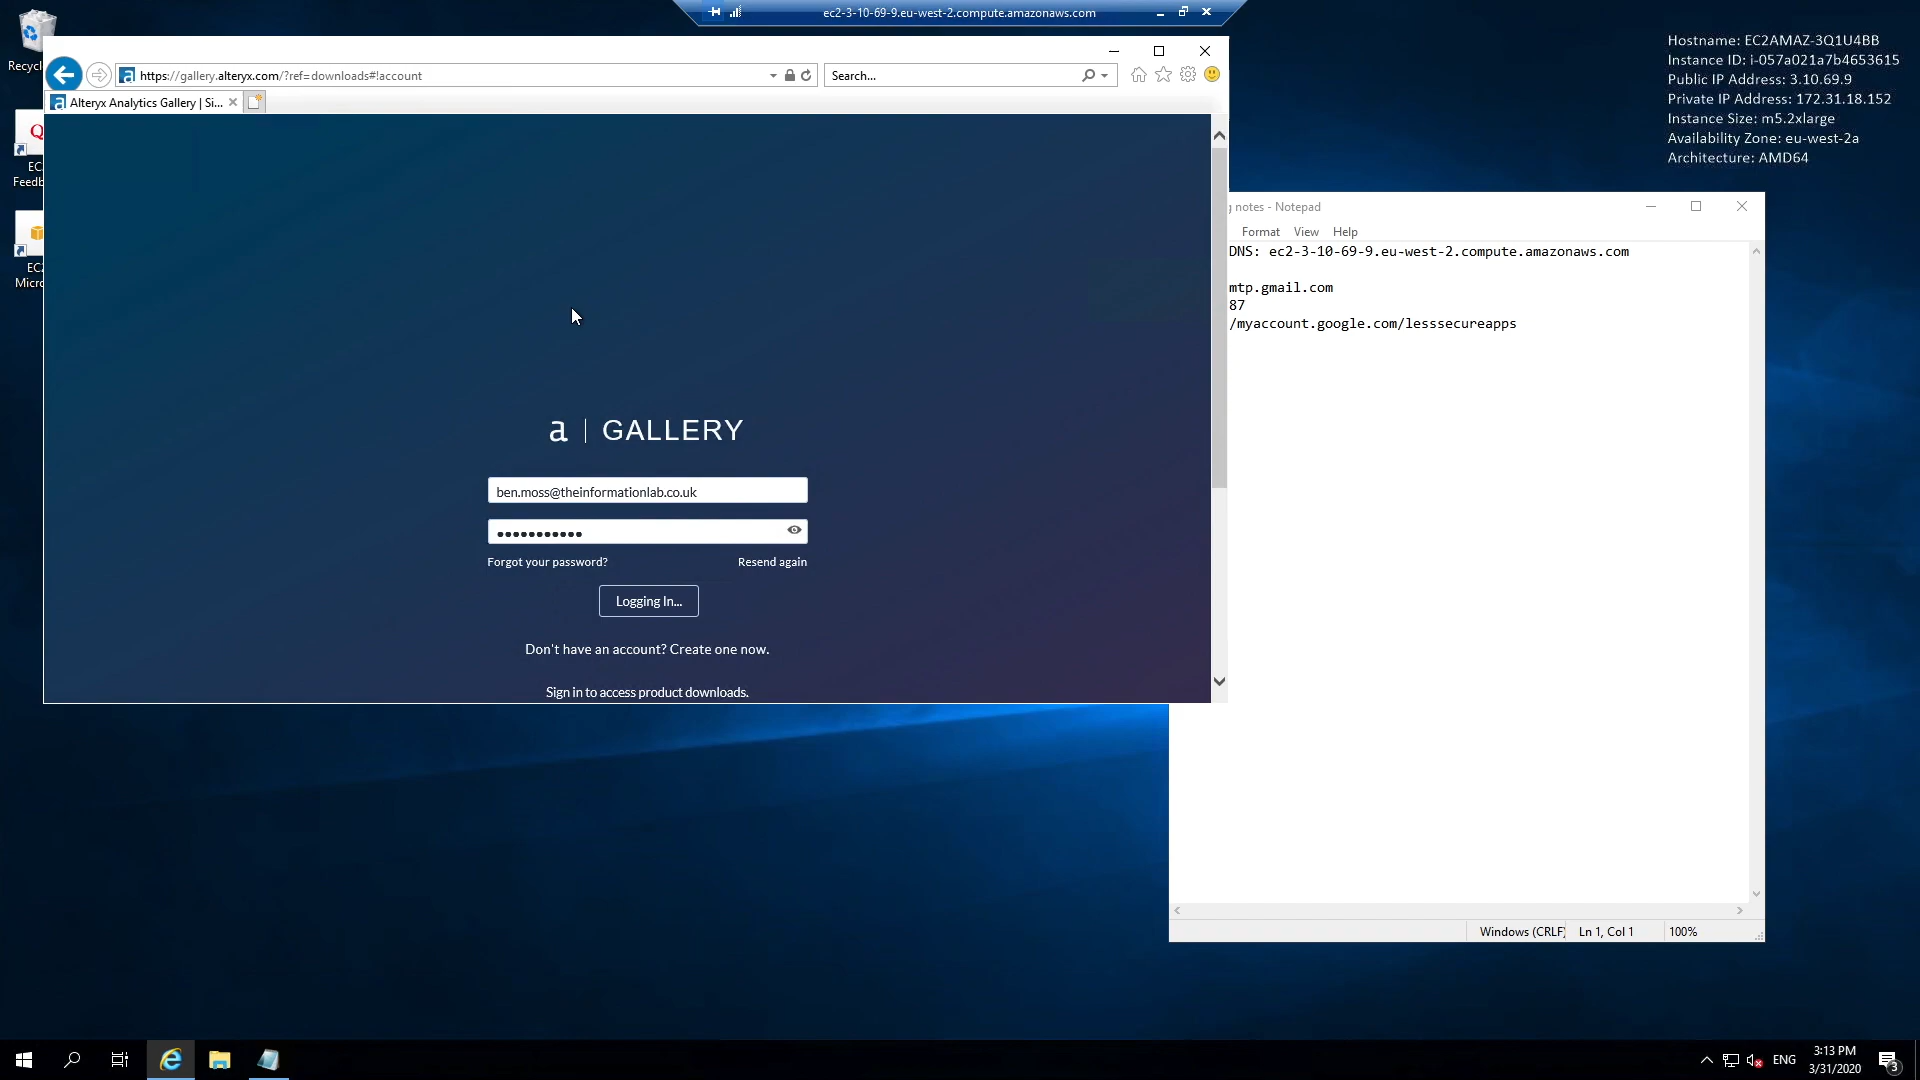 ec2-3-10-69-9.eu-west-2.compute.amazonaws.com
Hostname: EC2AMAZ-3Q1U4BB
Instance ID: i-057a021a7b4653615
Public IP Address: 3.10.69.9
Private IP Address: 172.31.18.152
Instance Size: m5.2xlarge
Availability Zone: eu-west-2a
Architecture: AMD64
Recycl
EC
Feedb
EC2
Micro
https://gallery.alteryx.com/?ref=downloads#!account
Search...
Alteryx Analytics Gallery | Si...
a | GALLERY
ben.moss@theinformationlab.co.uk
Forgot your password?
Resend again
Logging In...
Don't have an account? Create one now.
Sign in to access product downloads.
notes - Notepad
Format View Help
DNS: ec2-3-10-69-9.eu-west-2.compute.amazonaws.com
mtp.gmail.com
87
/myaccount.google.com/lesssecureapps
Windows (CRLF)
Ln 1, Col 1
100%
ENG
3:13 PM
3/31/2020
3